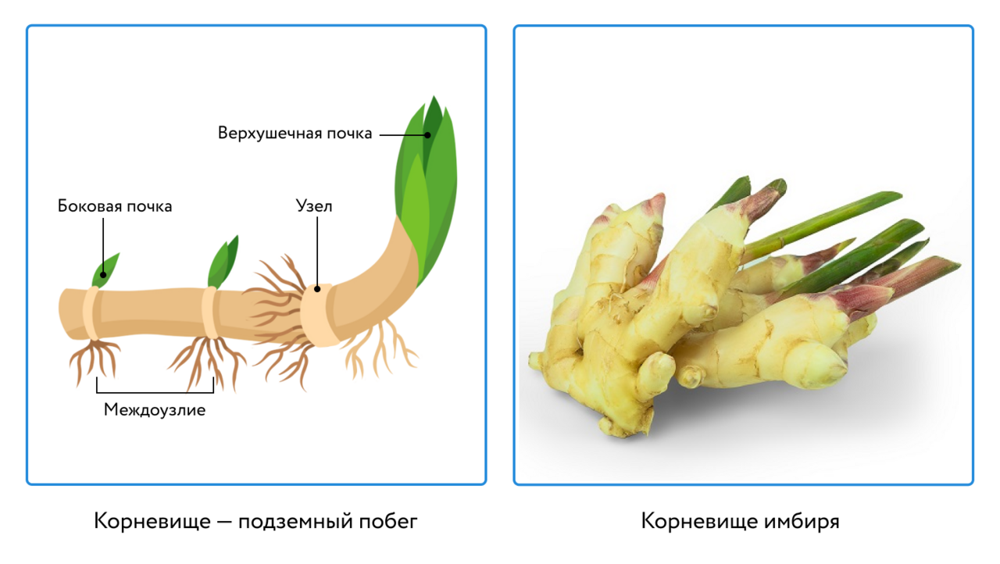 Верхушечная почка
Боковая почка
Узел
Междоузлие
Корневище — подземный побег
Корневище имбиря